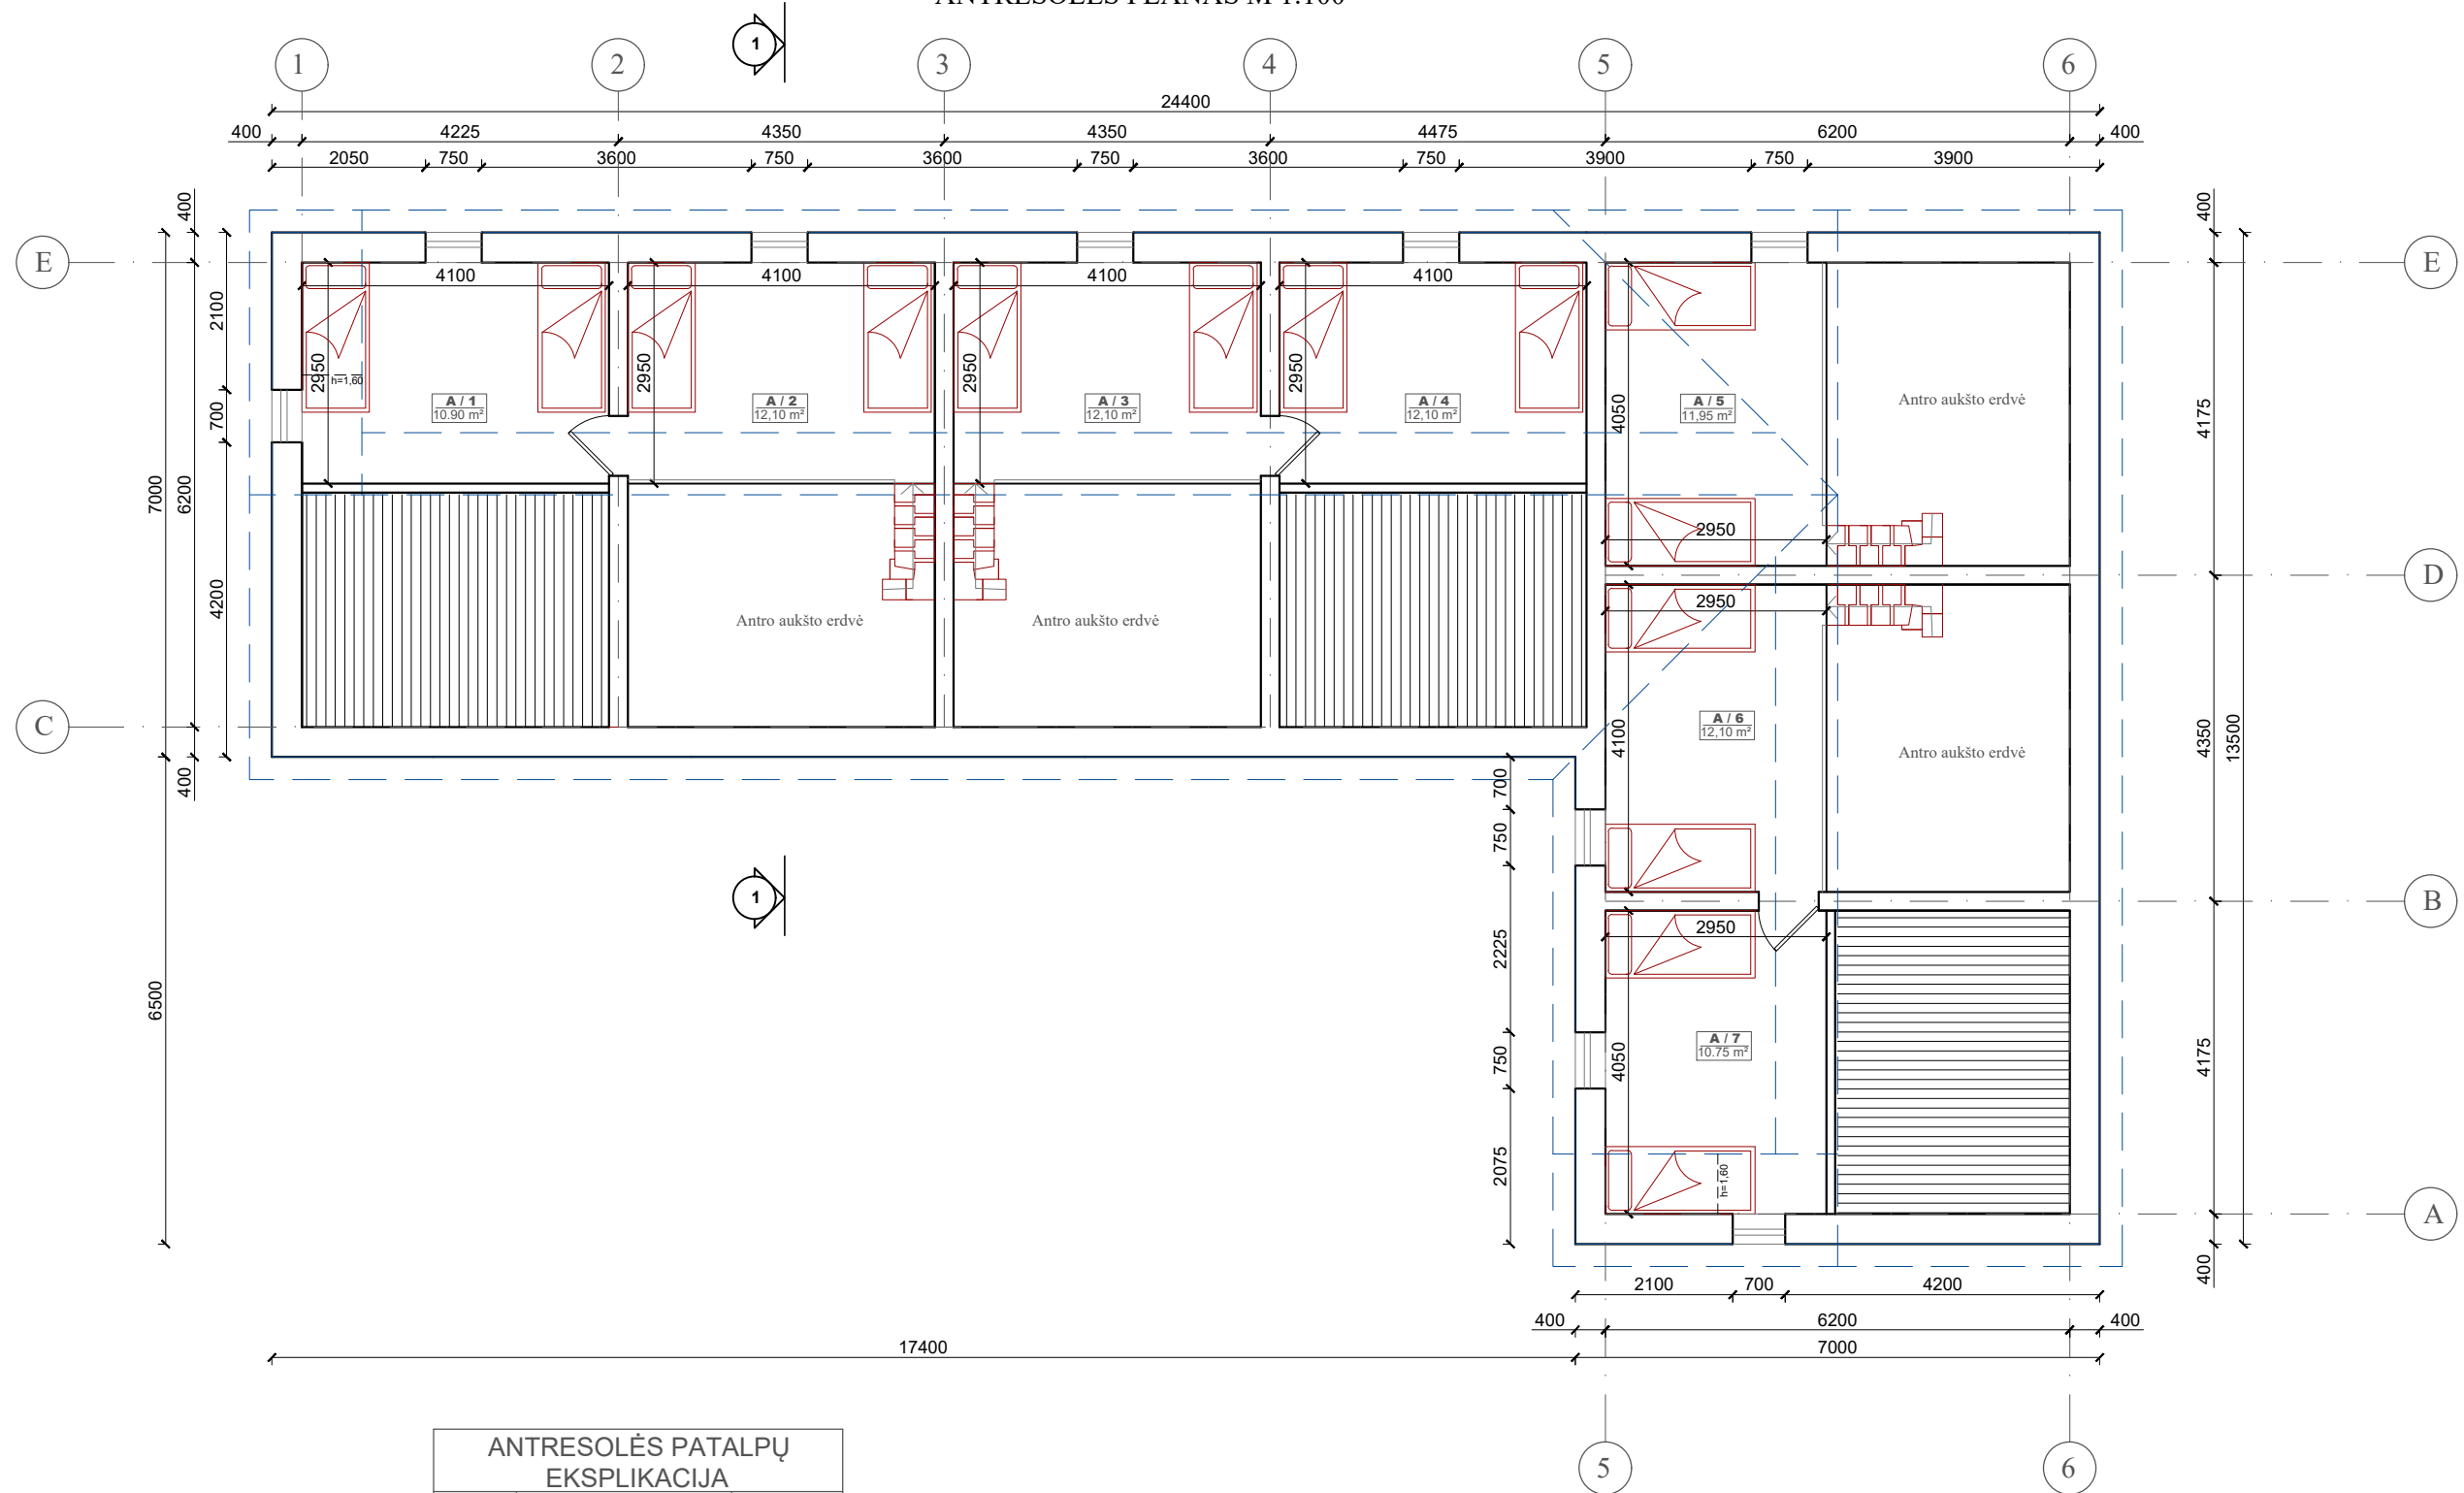 ANTRESOLĖS PLANAS M 1:100
1
1 2 3 4 5 6
24400
400 4225 4350 4350 4475 6200 400
2050 750 3600 750 3600 750 3600 750 3900 750 3900
400 400
E E
4100 4100 4100 4100
2100
2950 2950 2950 2950
h=1,60
A / 1 A / 2 A / 3 A / 4 A / 5
10.90 m² 12,10 m² 12,10 m² 12,10 m² 11,95 m²
Antro aukšto erdvė
700 4050 4175
7000 6200
2950
D
4200
2950
Antro aukšto erdvė Antro aukšto erdvė
C
400
A / 6
12,10 m²
4100
Antro aukšto erdvė
4350 13500
700
750
1
B
2950
2225
6500
A / 7
10.75 m²
750 4050 4175
2075
h=1,60
A
400
2100 700 4200
400 6200 400
17400 7000
5 6
ANTRESOLĖS PATALPŲ
EKSPLIKACIJA